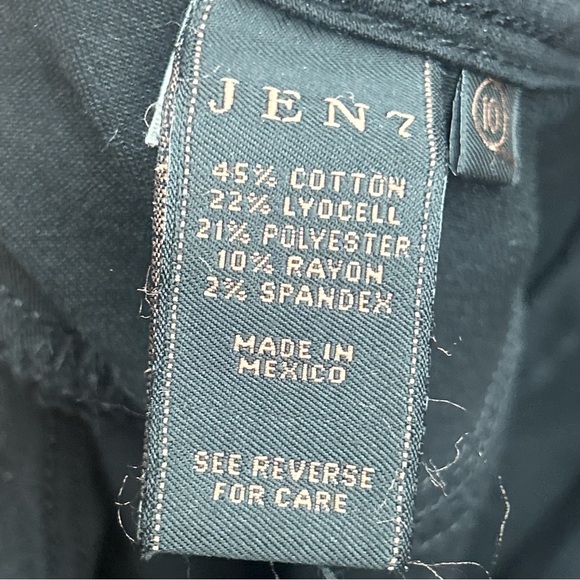 JEN7
10
45% COTTON
22% LYOCELL
21% POLYESTER
10% RAYON
2% SPANDEX
MADE IN
MEXICO
SEE REVERSE
FOR CARE